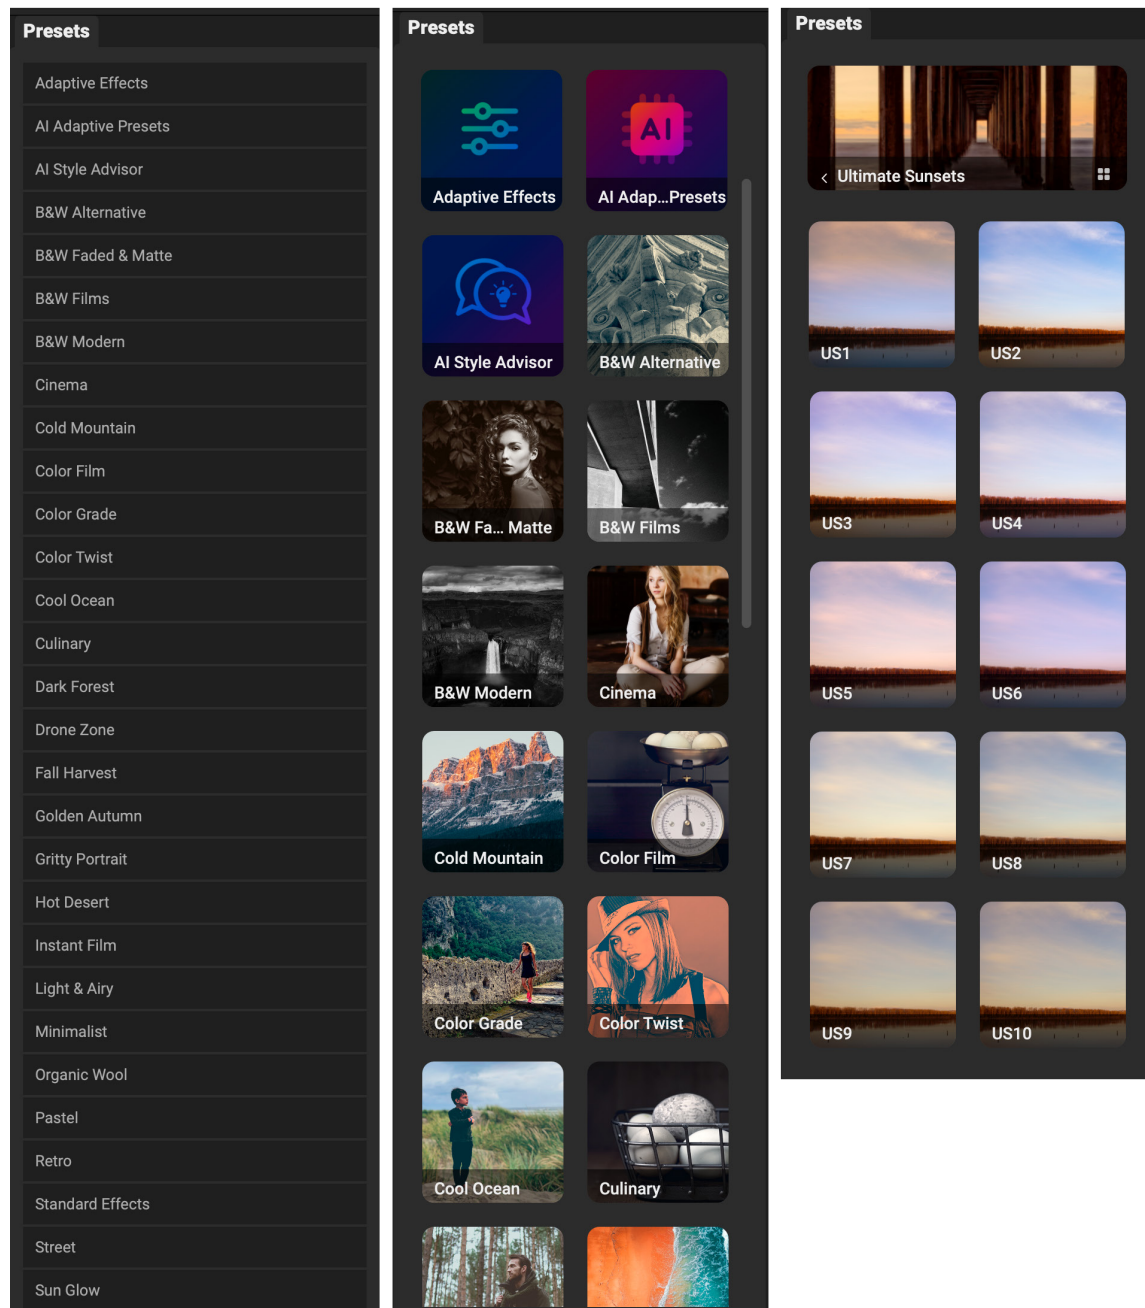 Presets
Adaptive Effects
AI Adaptive Presets
AI Style Advisor
B&W Alternative
B&W Faded & Matte
B&W Films
B&W Modern
Cinema
Cold Mountain
Color Film
Color Grade
Color Twist
Cool Ocean
Culinary
Dark Forest
Drone Zone
Fall Harvest
Golden Autumn
Gritty Portrait
Hot Desert
Instant Film
Light & Airy
Minimalist
Organic Wool
Pastel
Retro
Standard Effects
Street
Sun Glow
Presets
Adaptive Effects
AI
AI Adap...Presets
AI Style Advisor
B&W Alternative
B&W Fa... Matte
B&W Films
B&W Modern
Cinema
Cold Mountain
Color Film
Color Grade
Color Twist
Cool Ocean
Culinary
Presets
Ultimate Sunsets
US1
US2
US3
US4
US5
US6
US7
US8
US9
US10